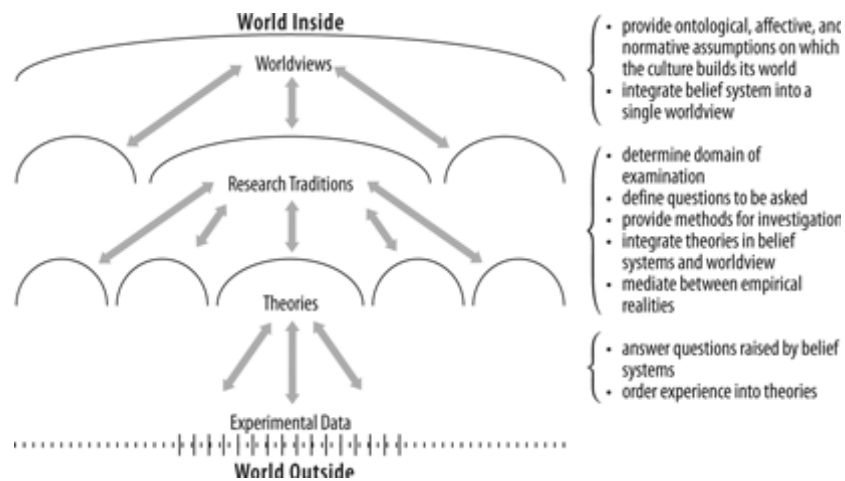 World Inside
Worldviews
Research Traditions
Theories
Experimental Data
World Outside
• provide ontological, affective, and
normative assumptions on which
the culture builds its world
• integrate belief system into a
single worldview
• determine domain of
examination
• define questions to be asked
• provide methods for investigation
• integrate theories in belief
systems and worldview
• mediate between empirical
realities
• answer questions raised by belief
systems
• order experience into theories